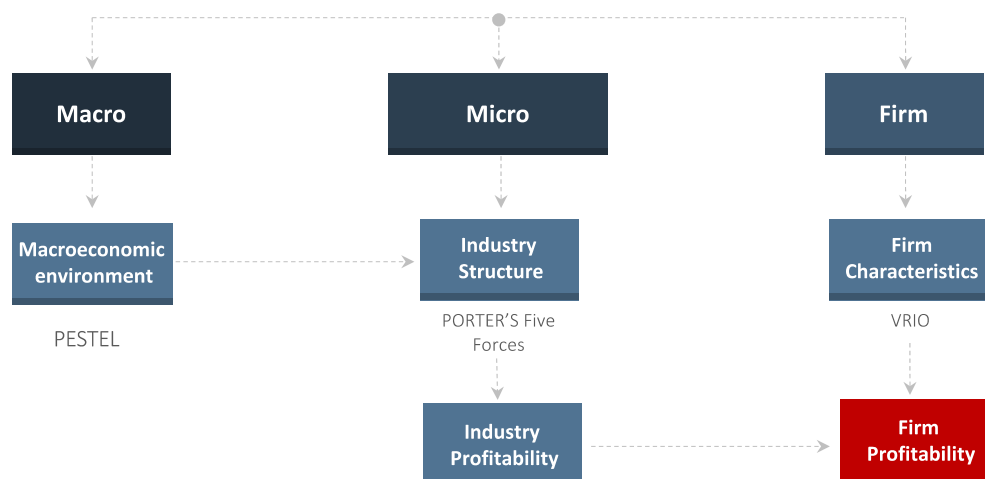 Macro
Micro
Firm
Macroeconomic
environment
PESTEL
Industry
Structure
PORTER’S Five
Forces
Firm
Characteristics
VRIO
Industry
Profitability
Firm
Profitability